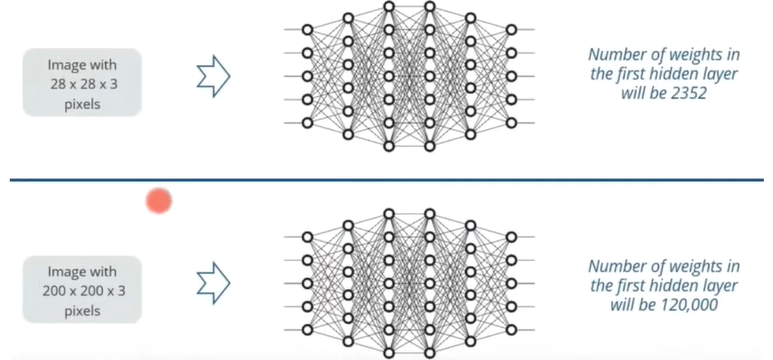 Image with
28 x 28 x 3
pixels
Number of weights in
the first hidden layer
will be 2352
Image with
200 x 200 x 3
pixels
Number of weights in
the first hidden layer
will be 120,000